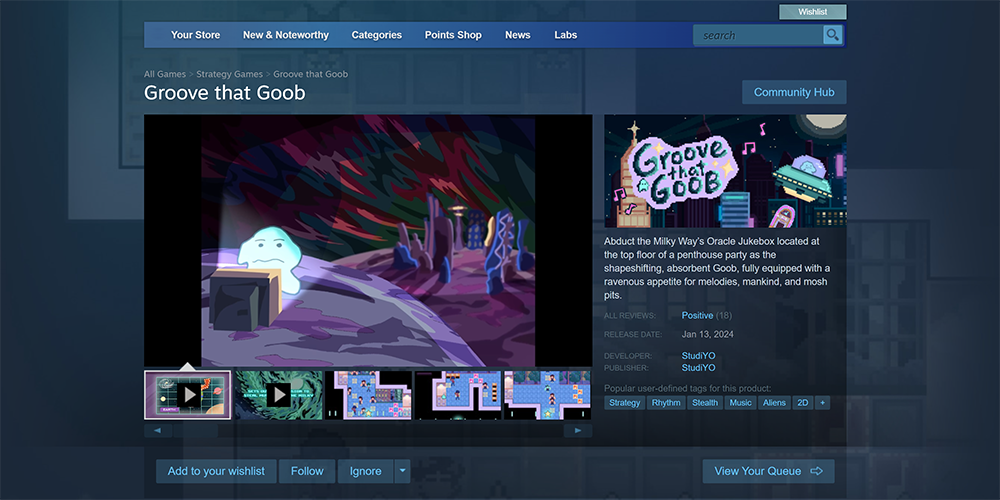 Wishlist
Your Store New & Noteworthy Categories Points Shop News Labs search
All Games > Strategy Games > Groove that Goob
Groove that Goob
Community Hub
Groove
that
GOOB
Abduct the Milky Way's Oracle Jukebox located at
the top floor of a penthouse party as the
shapeshifting, absorbent Goob, fully equipped with a
ravenous appetite for melodies, mankind, and mosh
pits.
ALL REVIEWS: Positive (18)
RELEASE DATE: Jan 13, 2024
DEVELOPER: StudiYO
PUBLISHER: StudiYO
Popular user-defined tags for this product:
Strategy Rhythm Stealth Music Aliens 2D +
EARTH
Add to your wishlist Follow Ignore View Your Queue